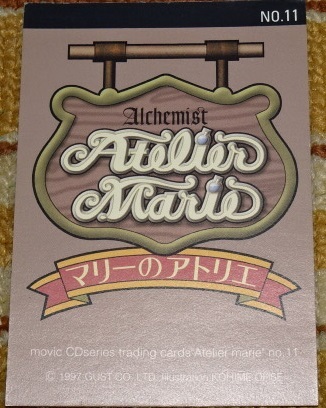 NO.11
Alchemist
Atelier
Marie
マリーのアトリエ
movic CDseries trading cards"Atelier marie" no.11
© 1997 GUST CO.,LTD. Illustration KOHIME OHSE